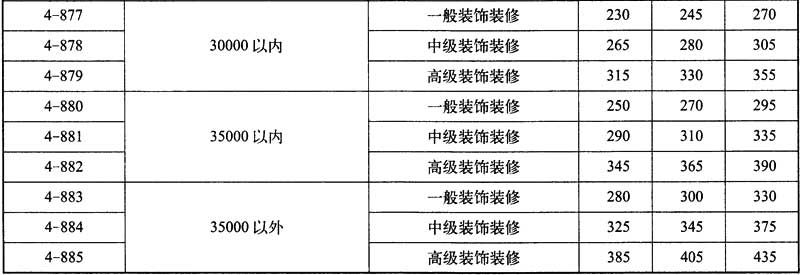 4-877 一般装饰装修 230 245 270
30000 以内
4-878 中级装饰装修 265 280 305
4-879 高级装饰装修 315 330 355
4-880 一般装饰装修 250 270 295
35000 以内
4-881 中级装饰装修 290 310 335
4-882 高级装饰装修 345 365 390
4-883 一般装饰装修 280 300 330
35000 以外
4-884 中级装饰装修 325 345 375
4-885 高级装饰装修 385 405 435